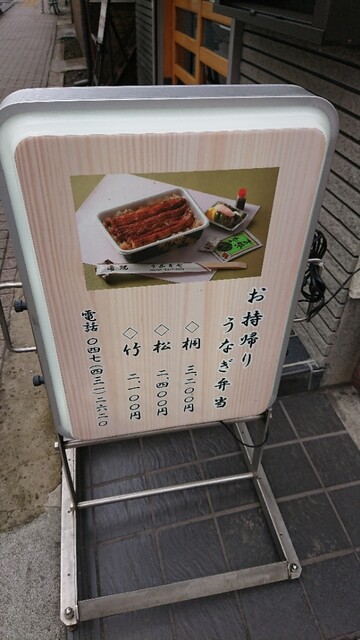 お持帰り
うなぎ弁当
◇桐 三、二〇〇円
◇松 二、四〇〇円
◇竹 二、一〇〇円
電話 〇四七(四三一)二六二〇